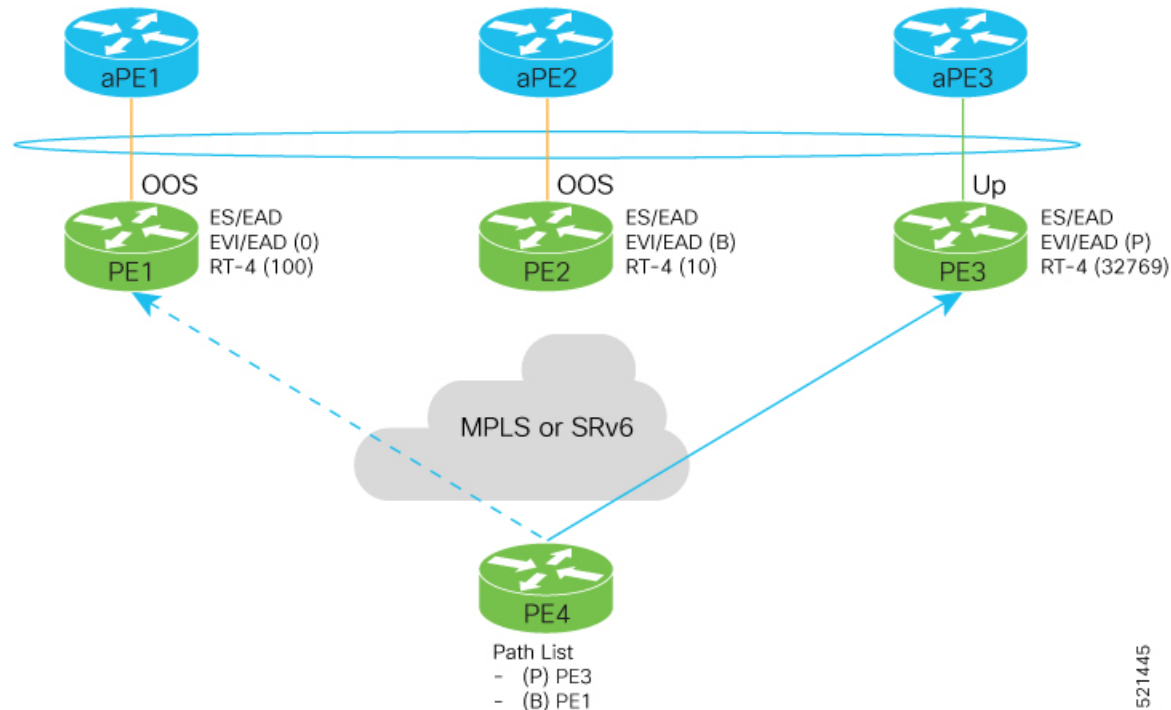 aPE1
aPE2
aPE3
OOS
OOS
Up
PE1
ES/EAD
EVI/EAD (0)
RT-4 (100)
PE2
ES/EAD
EVI/EAD (B)
RT-4 (10)
PE3
ES/EAD
EVI/EAD (P)
RT-4 (32769)
MPLS or SRv6
PE4
Path List
- (P) PE3
- (B) PE1
521445